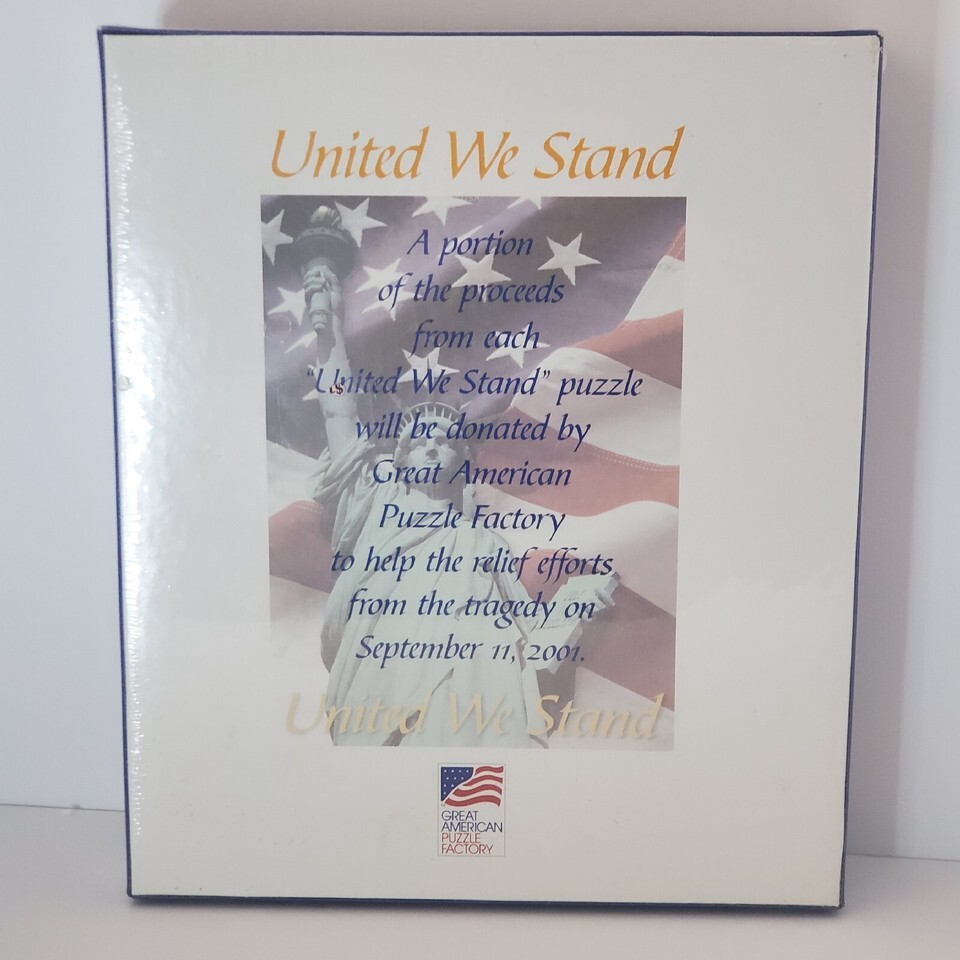 United We Stand
A portion
of the proceeds
from each
"United We Stand" puzzle
will be donated by
Great American
Puzzle Factory
to help the relief efforts
from the tragedy on
September 11, 2001.
United We Stand
GREAT
AMERICAN
PUZZLE
FACTORY